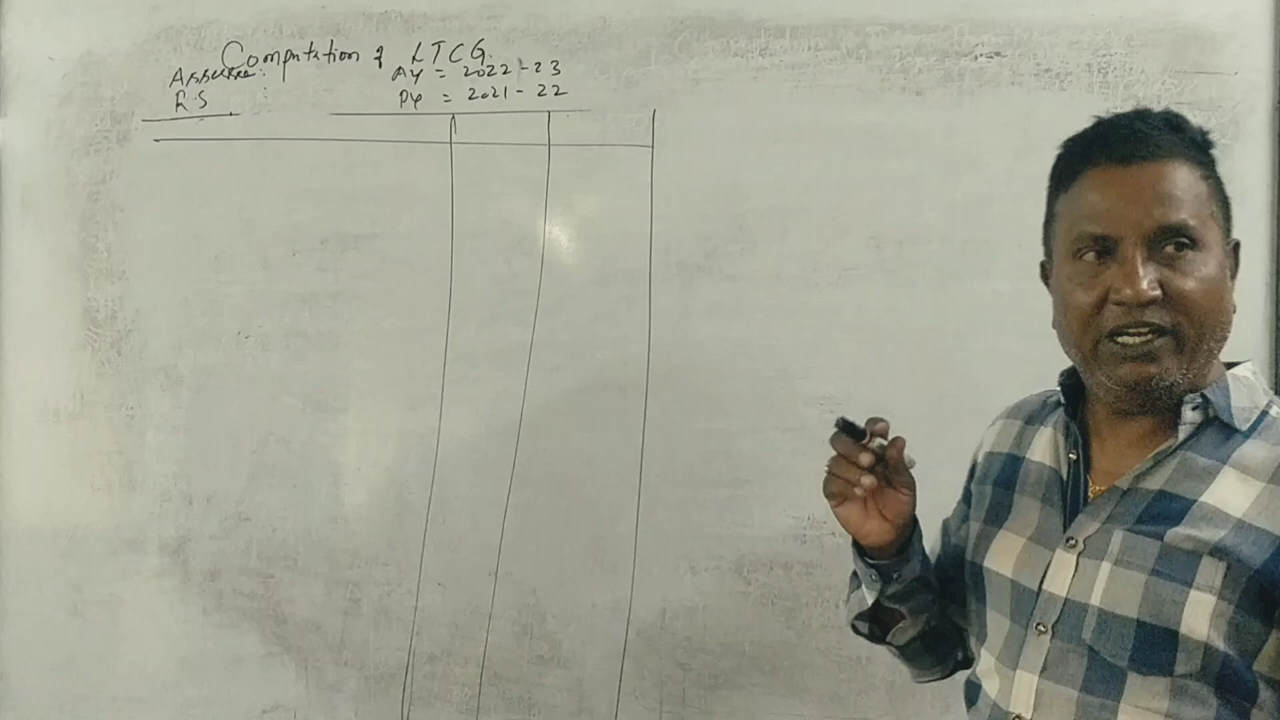 Computation of LTCG
Assessee : AY = 2022-23
R.S : PY = 2021-22